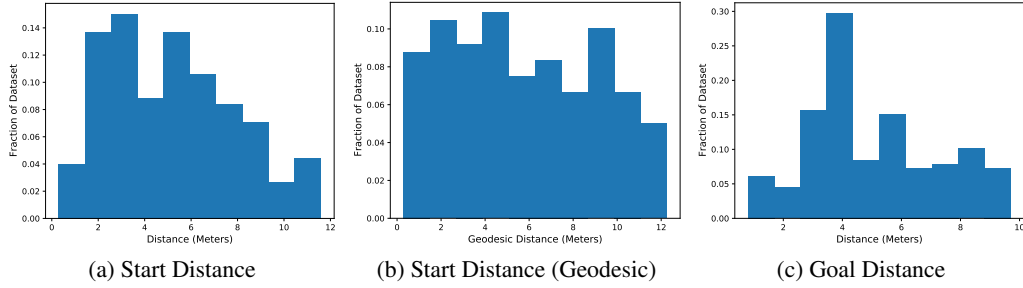 0.14
0.12
0.10
0.08
0.06
0.04
0.02
0.00
Fraction of Dataset
0 2 4 6 8 10 12
Distance (Meters)
(a) Start Distance
0.10
0.08
0.06
0.04
0.02
0.00
Fraction of Dataset
0 2 4 6 8 10 12
Geodesic Distance (Meters)
(b) Start Distance (Geodesic)
0.30
0.25
0.20
0.15
0.10
0.05
0.00
Fraction of Dataset
2 4 6 8 10
Distance (Meters)
(c) Goal Distance